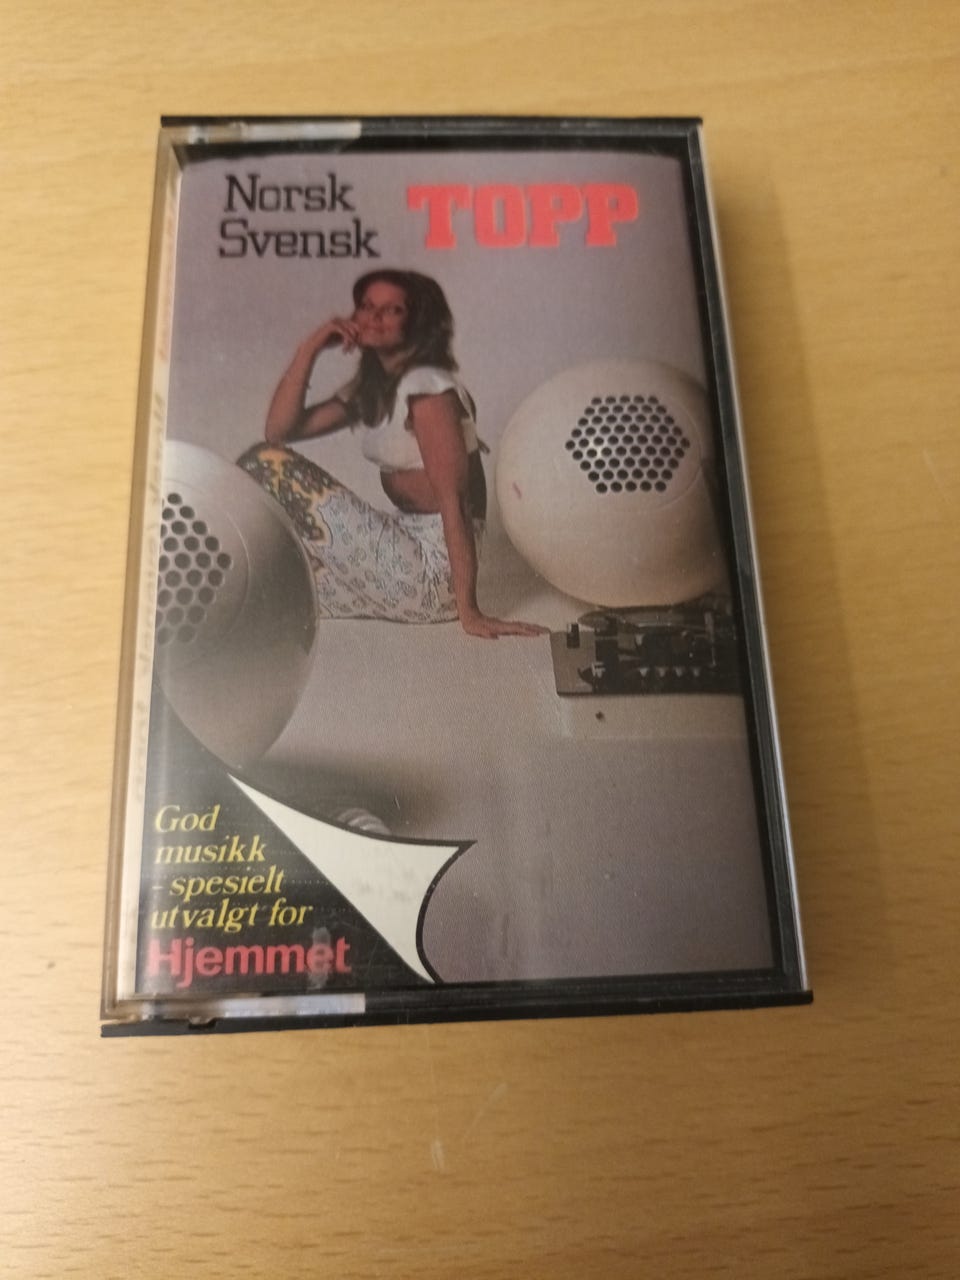 Norsk
Svensk
TOPP
God
musikk
- spesielt
utvalgt for
Hjemmet